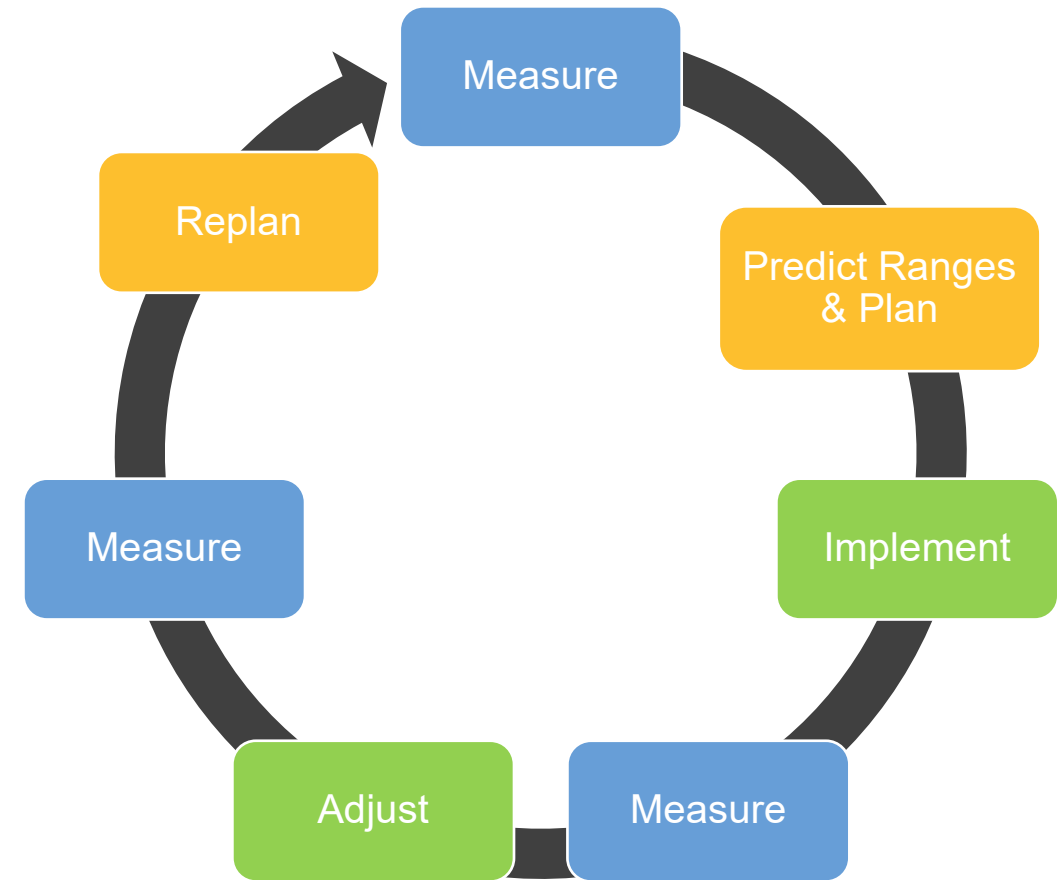 Measure
Predict Ranges
& Plan
Implement
Measure
Adjust
Measure
Replan